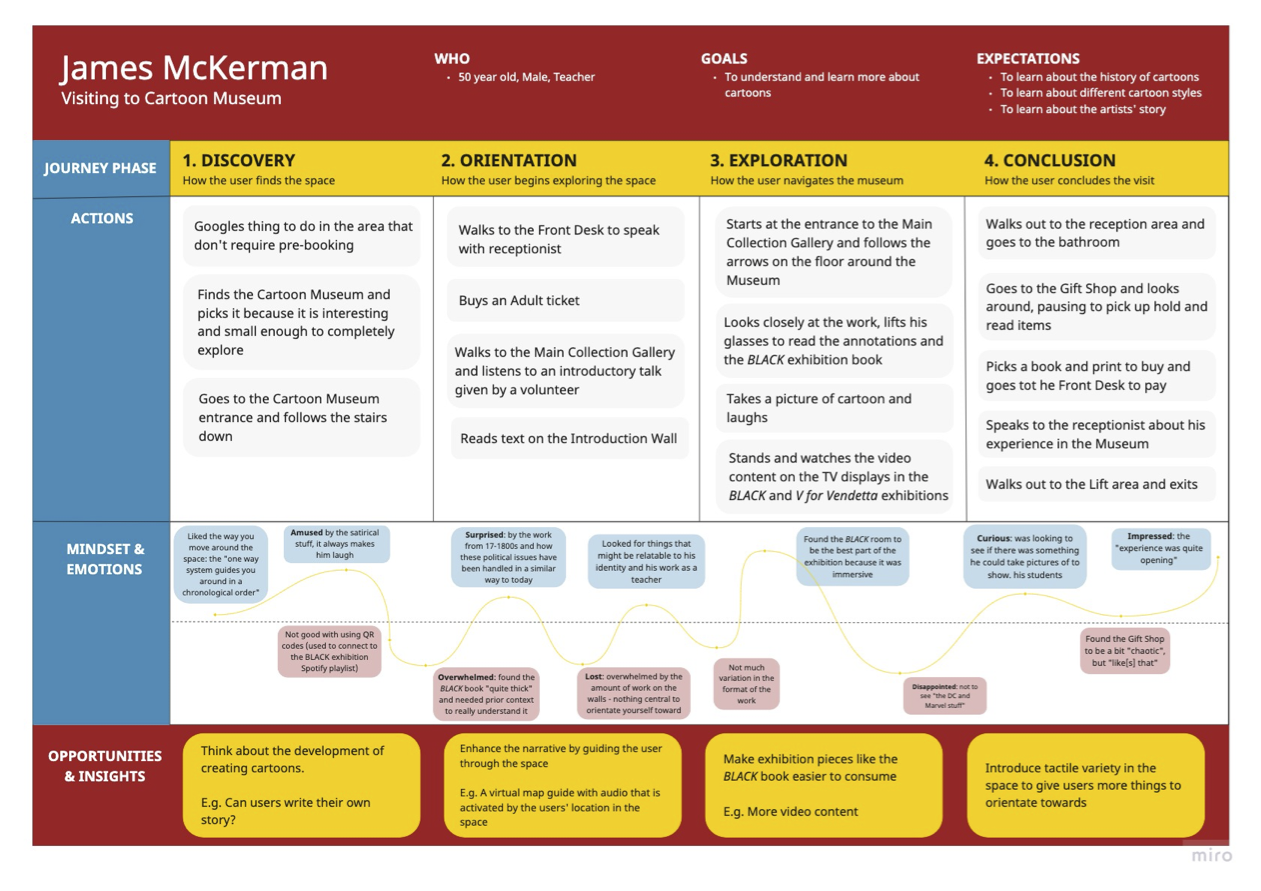 James McKerman
Visiting to Cartoon Museum
WHO
• 50 year old, Male, Teacher
GOALS
• To understand and learn more about
cartoons
EXPECTATIONS
• To learn about the history of cartoons
• To learn about different cartoon styles
• To learn about the artists' story
JOURNEY PHASE
1. DISCOVERY
How the user finds the space
2. ORIENTATION
How the user begins exploring the space
3. EXPLORATION
How the user navigates the museum
4. CONCLUSION
How the user concludes the visit
ACTIONS
Googles thing to do in the area that
don't require pre-booking
Finds the Cartoon Museum and
picks it because it is interesting
and small enough to completely
explore
Goes to the Cartoon Museum
entrance and follows the stairs
down
Walks to the Front Desk to speak
with receptionist
Buys an Adult ticket
Walks to the Main Collection Gallery
and listens to an introductory talk
given by a volunteer
Reads text on the Introduction Wall
Starts at the entrance to the Main
Collection Gallery and follows the
arrows on the floor around the
Museum
Looks closely at the work, lifts his
glasses to read the annotations and
the BLACK exhibition book
Takes a picture of cartoon and
laughs
Stands and watches the video
content on the TV displays in the
BLACK and V for Vendetta exhibitions
Walks out to the reception area and
goes to the bathroom
Goes to the Gift Shop and looks
around, pausing to pick up hold and
read items
Picks a book and print to buy and
goes tot he Front Desk to pay
Speaks to the receptionist about his
experience in the Museum
Walks out to the Lift area and exits
MINDSET &
EMOTIONS
Liked the way you
move around the
space: the "one way
system guides you
around in a
chronological order"
Amused by the satirical
stuff, it always makes
him laugh
Not good with using QR
codes (used to connect to
the BLACK exhibition
Spotify playlist)
Surprised: by the work
from 17-1800s and how
these political issues have
been handled in a similar
way to today
Overwhelmed: found the
BLACK book "quite thick"
and needed prior context
to really understand it
Looked for things that
might be relatable to his
identity and his work as a
teacher
Lost: overwhelmed by the
amount of work on the
walls - nothing central to
orientate yourself toward
Not much
variation in the
format of the
work
Found the BLACK room to
be the best part of the
exhibition because it was
immersive
Disappointed: not to
see "the DC and
Marvel stuff"
Curious: was looking to
see if there was something
he could take pictures of to
show. his students
Found the Gift Shop
to be a bit "chaotic",
but "like[s] that"
Impressed: the
"experience was quite
opening"
OPPORTUNITIES
& INSIGHTS
Think about the development of
creating cartoons.
E.g. Can users write their own
story?
Enhance the narrative by guiding the user
through the space
E.g. A virtual map guide with audio that is
activated by the users' location in the
space
Make exhibition pieces like the
BLACK book easier to consume
E.g. More video content
Introduce tactile variety in the
space to give users more things to
orientate towards
miro